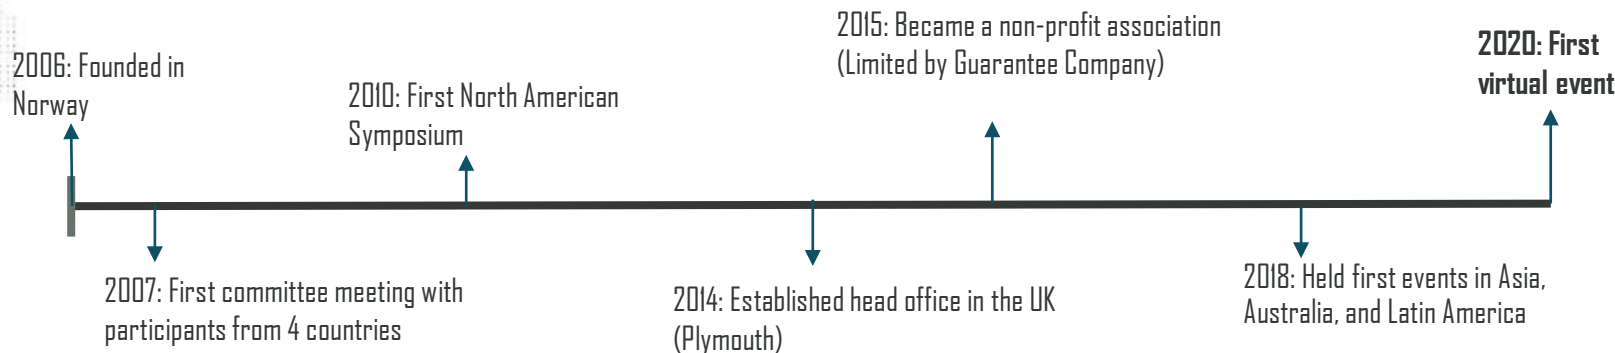 2006: Founded in
Norway
2007: First committee meeting with
participants from 4 countries
2010: First North American
Symposium
2014: Established head office in the UK
(Plymouth)
2015: Became a non-profit association
(Limited by Guarantee Company)
2018: Held first events in Asia,
Australia, and Latin America
2020: First
virtual event